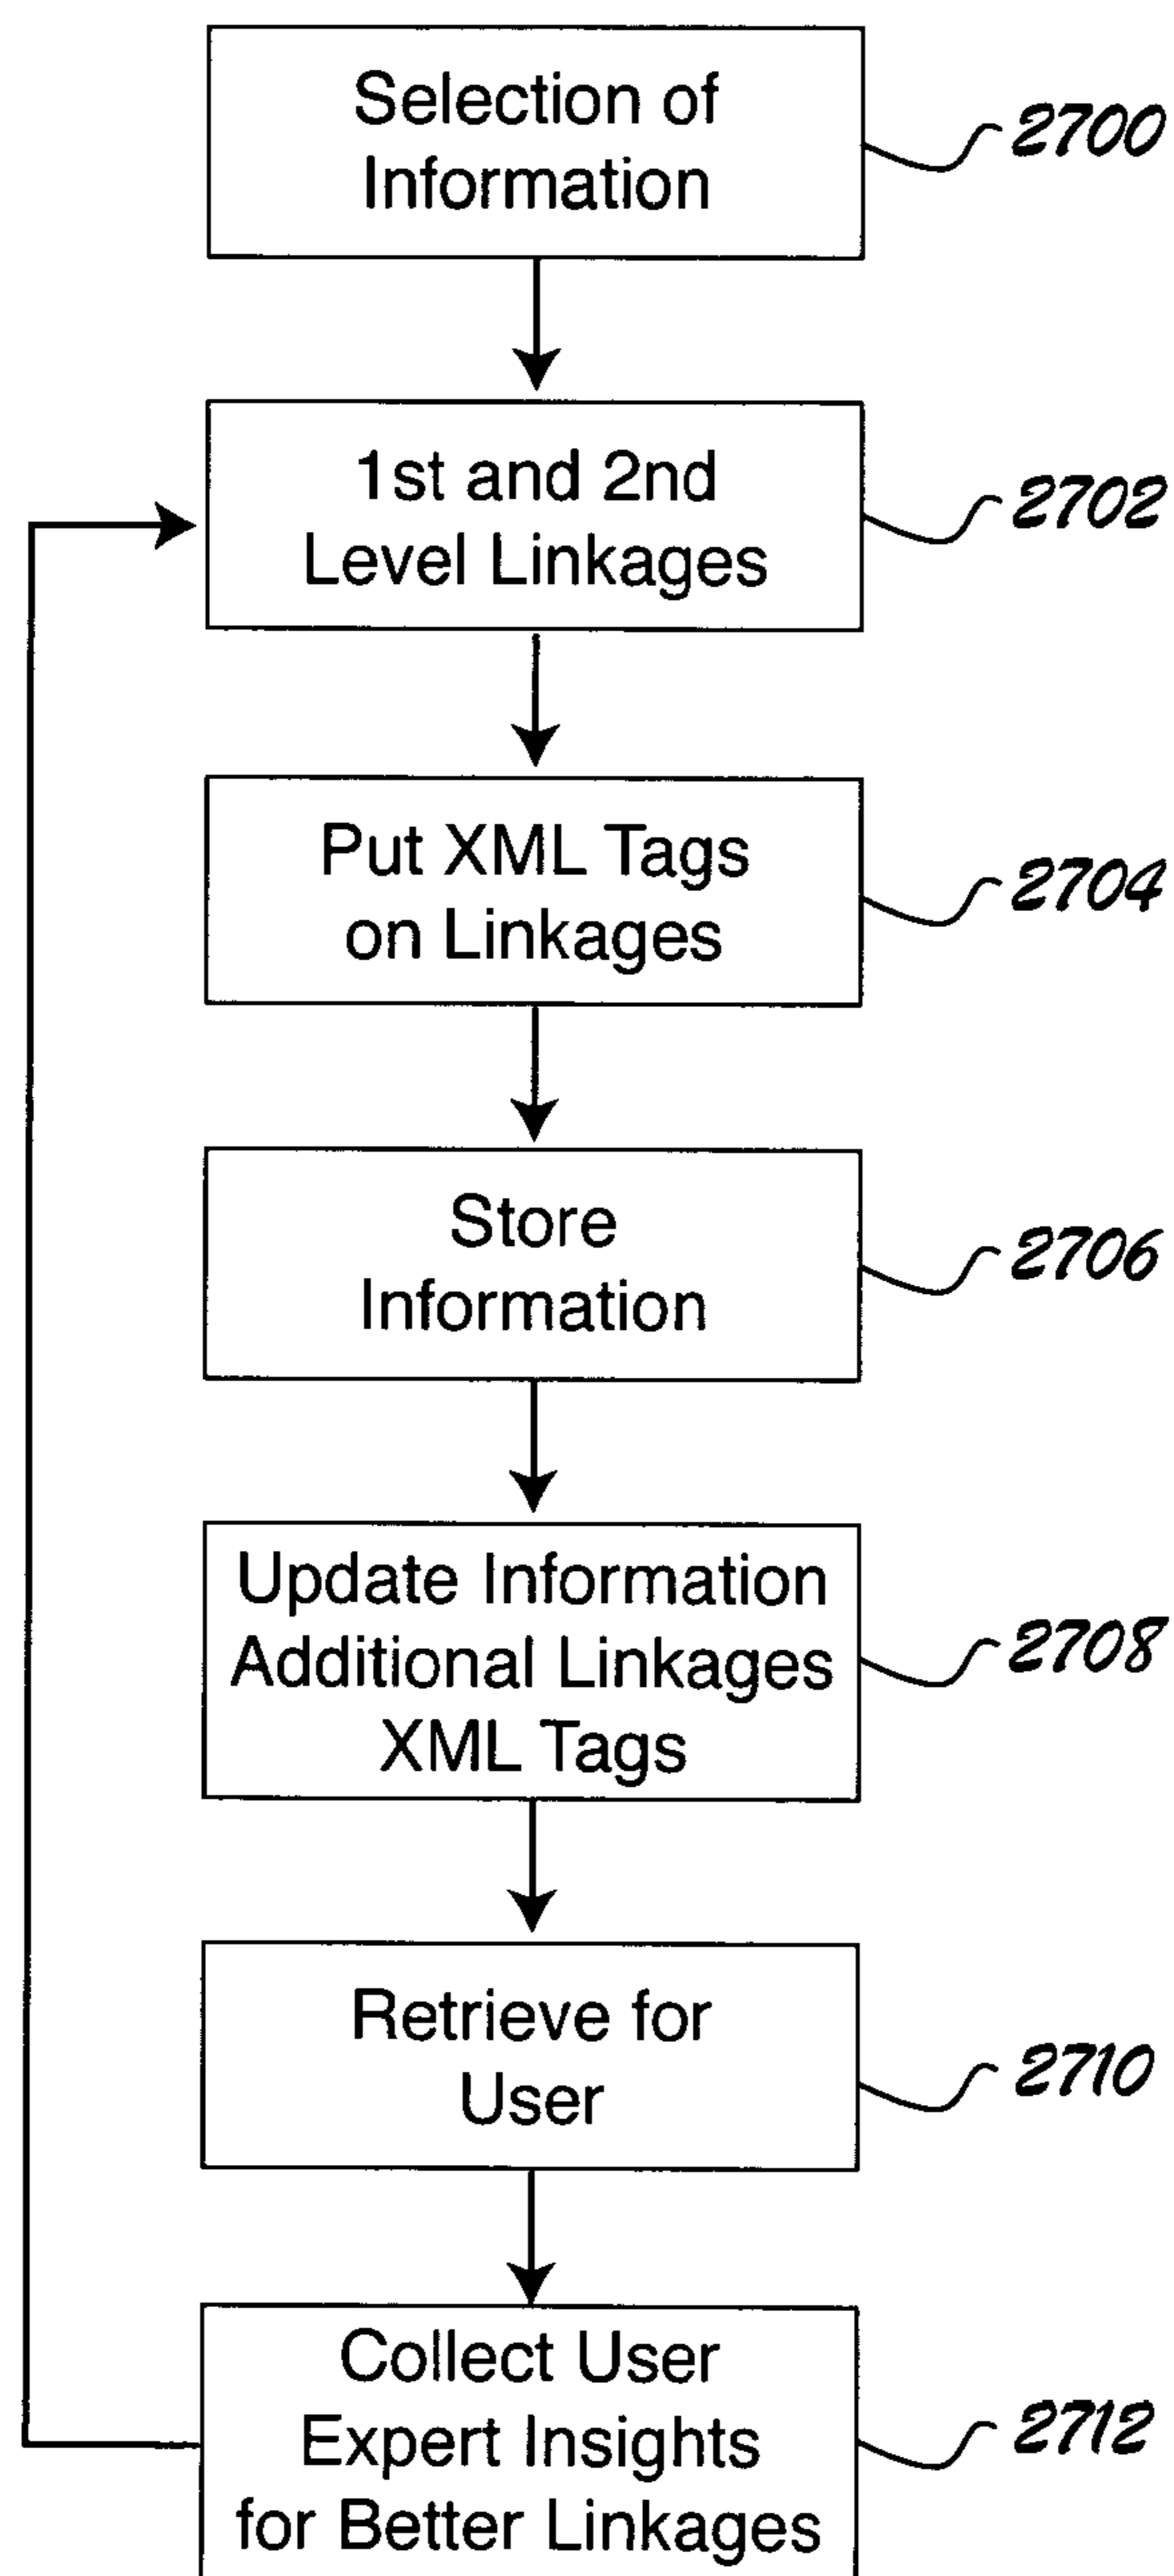 Selection of
Information
2700
1st and 2nd
Level Linkages
2702
Put XML Tags
on Linkages
2704
Store
Information
2706
Update Information
Additional Linkages
XML Tags
2708
Retrieve for
User
2710
Collect User
Expert Insights
for Better Linkages
2712